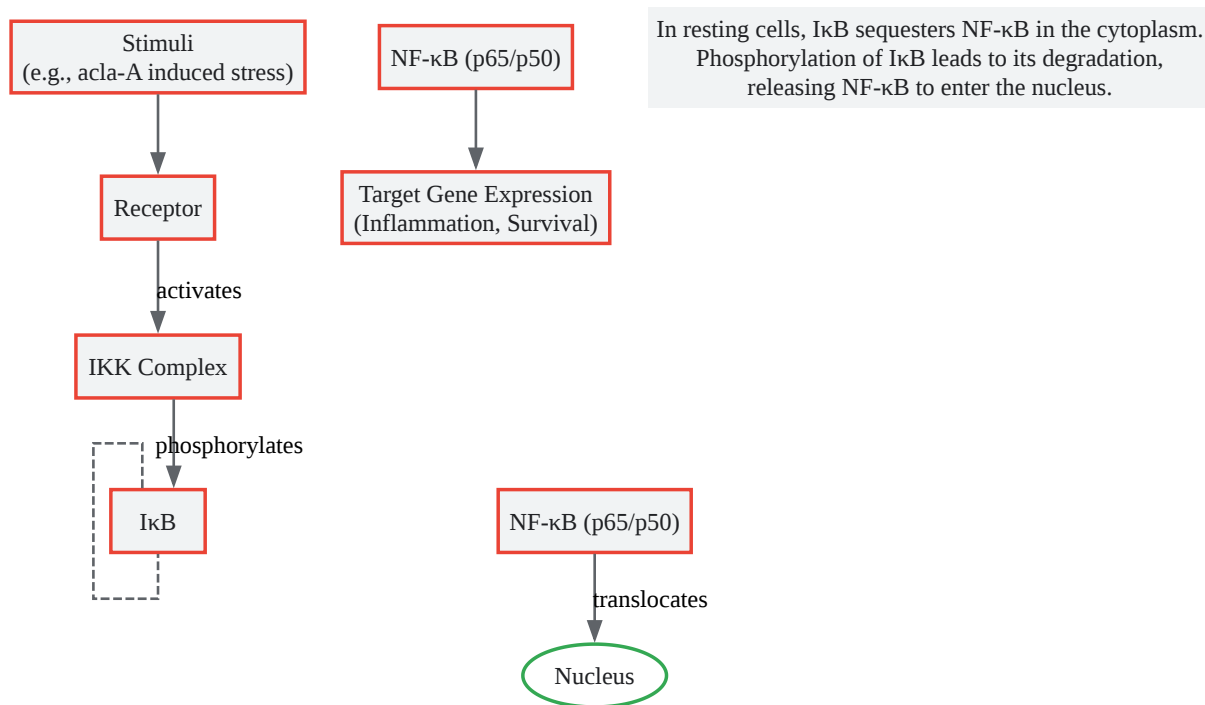 Stimuli
(e.g., acla-A induced stress)
NF-κB (p65/p50)
In resting cells, IκB sequesters NF-κB in the cytoplasm.
Phosphorylation of IκB leads to its degradation,
releasing NF-κB to enter the nucleus.
Receptor
Target Gene Expression
(Inflammation, Survival)
activates
IKK Complex
phosphorylates
IκB
NF-κB (p65/p50)
translocates
Nucleus